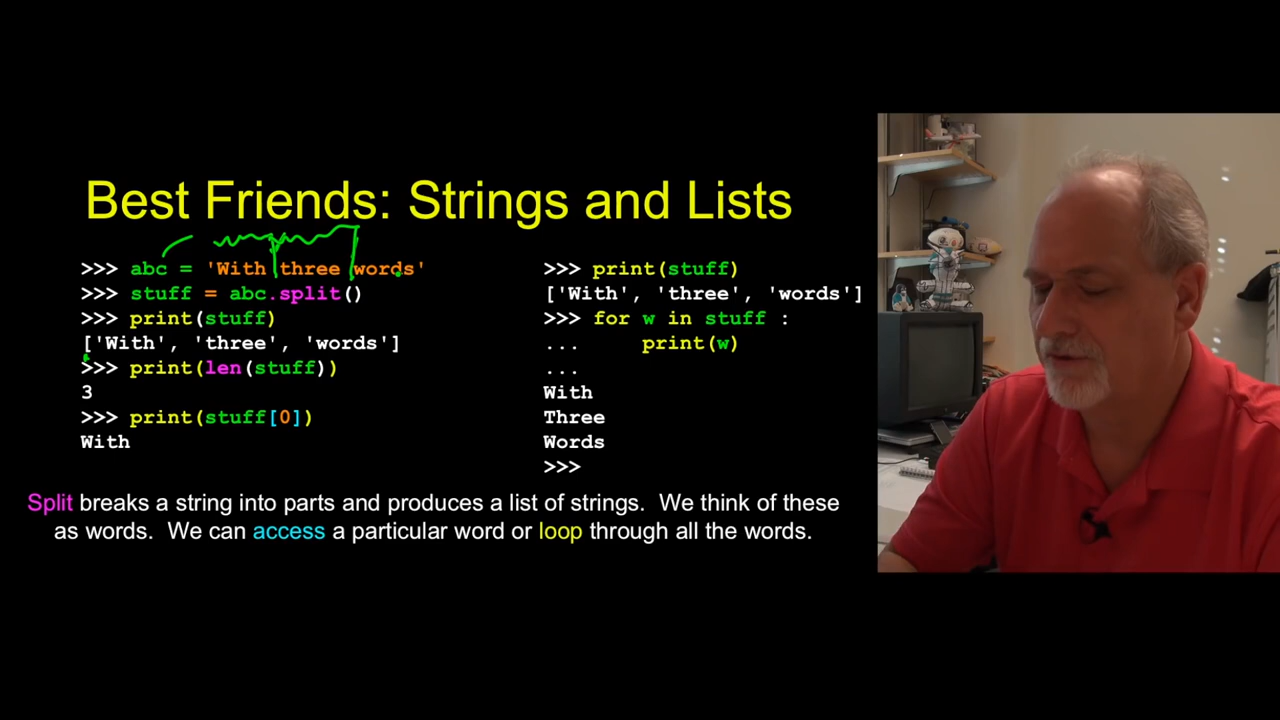 Best Friends: Strings and Lists
>>> abc = 'With three words'
>>> stuff = abc.split()
>>> print(stuff)
['With', 'three', 'words']
>>> print(len(stuff))
3
>>> print(stuff[0])
With
>>> print(stuff)
['With', 'three', 'words']
>>> for w in stuff :
...     print(w)
...
With
Three
Words
>>>
Split breaks a string into parts and produces a list of strings.  We think of these
as words.  We can access a particular word or loop through all the words.